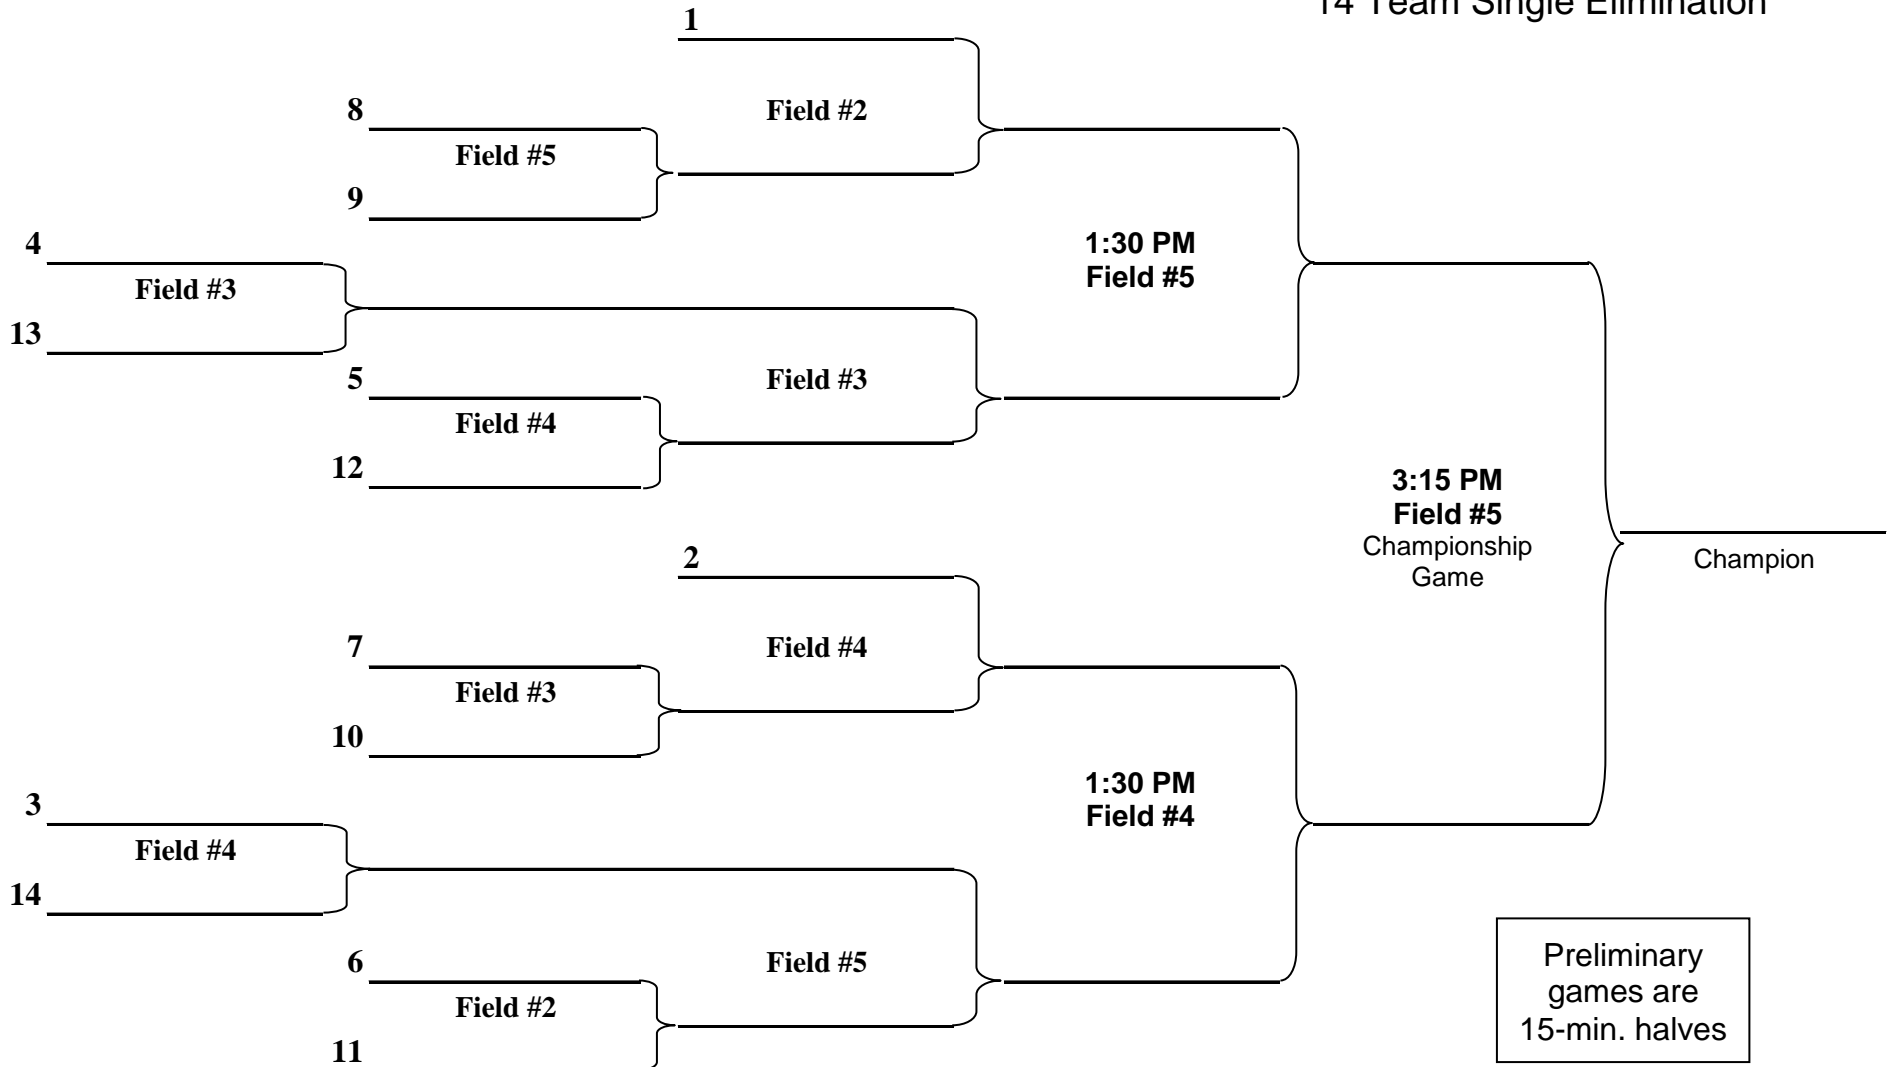 14 Team Single Elimination
1
8
Field #2
Field #5
9
4
1:30 PM
Field #5
Field #3
13
5
Field #3
Field #4
12
3:15 PM
Field #5
Championship
Game
2
Champion
7
Field #4
Field #3
10
1:30 PM
Field #4
3
Field #4
14
6
Field #5
Field #2
11
Preliminary
games are
15-min. halves